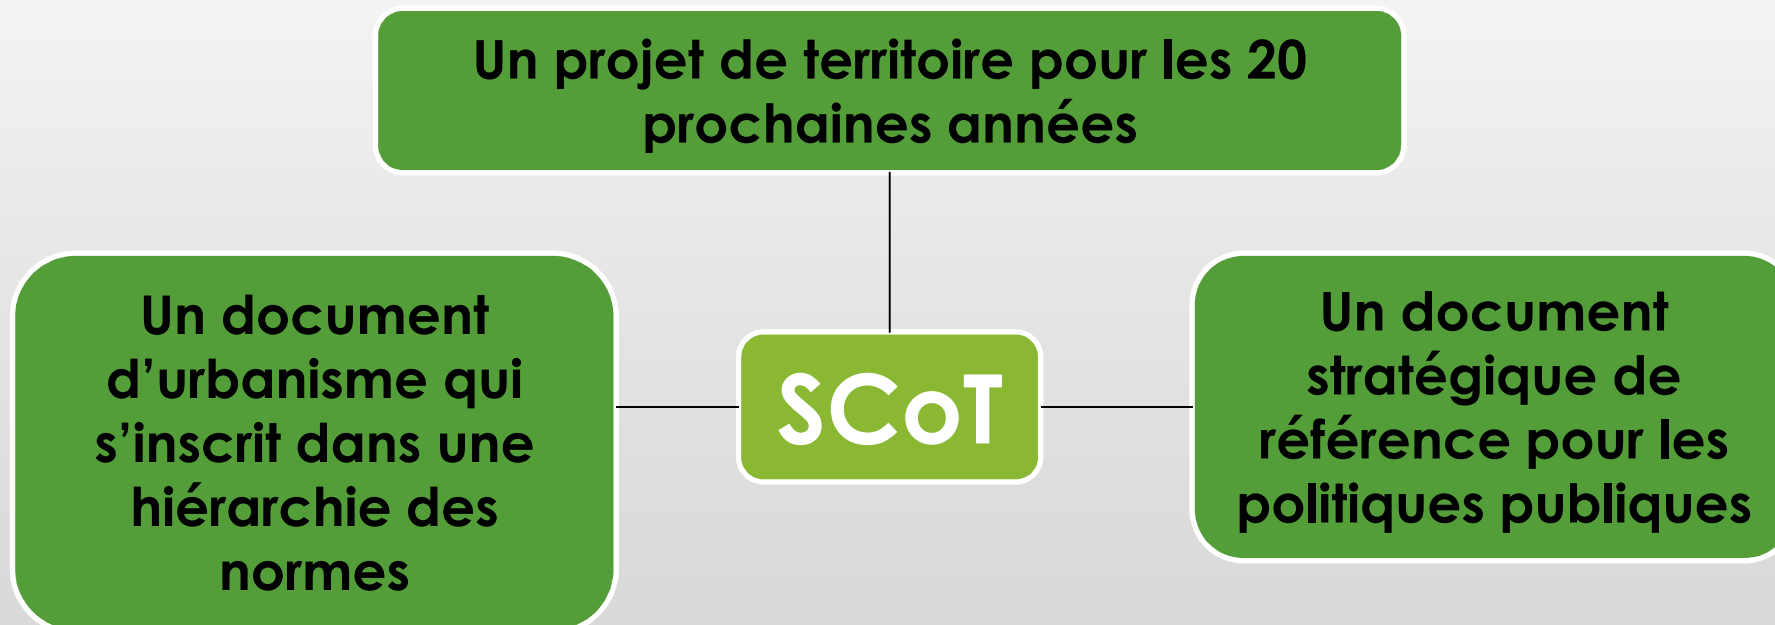 Un projet de territoire pour les 20
prochaines années
Un document
d’urbanisme qui
s’inscrit dans une
hiérarchie des
normes
SCoT
Un document
stratégique de
référence pour les
politiques publiques